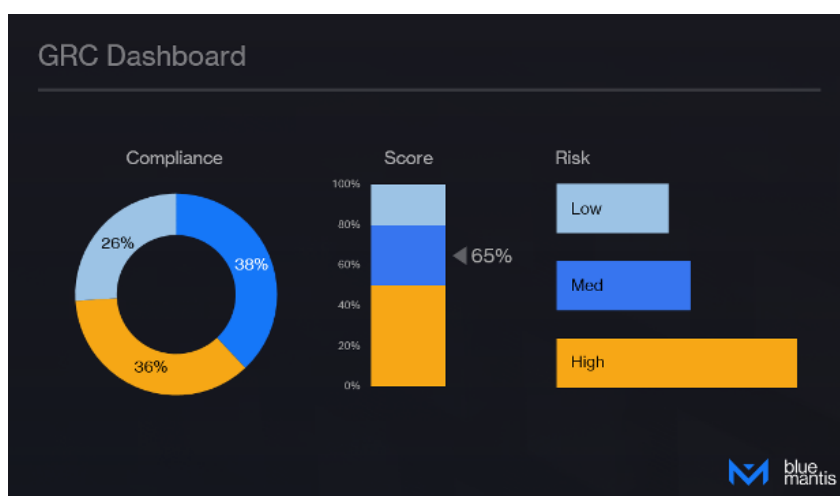 GRC Dashboard
Compliance
26%
38%
36%
Score
100%
80%
60%
40%
20%
0%
65%
Risk
Low
Med
High
blue
mantis